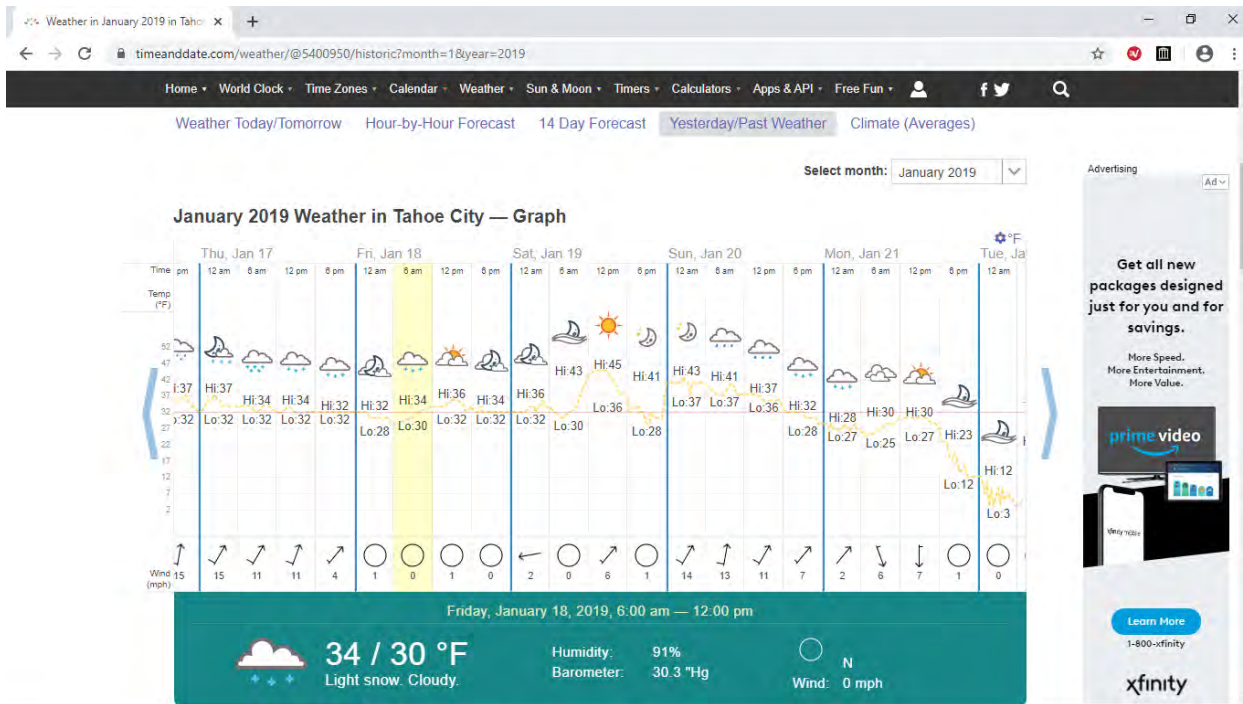 Weather in January 2019 in Taho
timeanddate.com/weather/@5400950/historic?month=1&year=2019
Home World Clock Time Zones Calendar Weather Sun & Moon Timers Calculators Apps & API Free Fun
Weather Today/Tomorrow Hour-by-Hour Forecast 14 Day Forecast Yesterday/Past Weather Climate (Averages)
Select month: January 2019
Advertising
Ad
January 2019 Weather in Tahoe City — Graph
°F
Thu, Jan 17 Fri, Jan 18 Sat, Jan 19 Sun, Jan 20 Mon, Jan 21 Tue, Ja
Time pm 12 am 6 am 12 pm 6 pm 12 am 6 am 12 pm 6 pm 12 am 6 am 12 pm 6 pm 12 am 6 am 12 pm 6 pm 12 am 6 am 12 pm 6 pm 12 am
Temp
(°F)
52
47
42
37
32
27
22
17
12
7
2
i:37 Hi:37 Hi:34 Hi:34 Hi:32 Hi:32 Hi:34 Hi:36 Hi:34 Hi:36 Hi:43 Hi:45 Hi:41 Hi:43 Hi:41 Hi:37 Hi:32 Hi:28 Hi:30 Hi:30 Hi:23 Hi:12
:32 Lo:32 Lo:32 Lo:32 Lo:32 Lo:28 Lo:30 Lo:32 Lo:32 Lo:32 Lo:30 Lo:36 Lo:28 Lo:37 Lo:37 Lo:36 Lo:28 Lo:27 Lo:25 Lo:27 Lo:12 Lo:3
Wind 15 15 11 11 4 1 0 1 0 2 0 6 1 14 13 11 7 2 6 7 1 0
(mph)
Friday, January 18, 2019, 6:00 am — 12:00 pm
34 / 30 °F
Light snow. Cloudy.
Humidity: 91%
Barometer: 30.3 "Hg
N
Wind: 0 mph
Get all new
packages designed
just for you and for
savings.
More Speed.
More Entertainment.
More Value.
prime video
xfinity mobile
Learn More
1-800-xfinity
xfinity